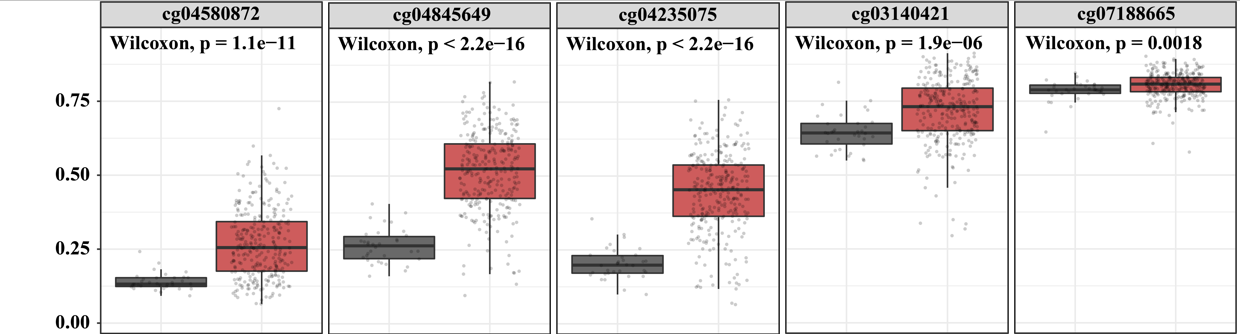 cg04580872 cg04845649 cg04235075 cg03140421 cg07188665
Wilcoxon, p = 1.1e−11 Wilcoxon, p < 2.2e−16 Wilcoxon, p < 2.2e−16 Wilcoxon, p = 1.9e−06 Wilcoxon, p = 0.0018
0.75
0.50
0.25
0.00